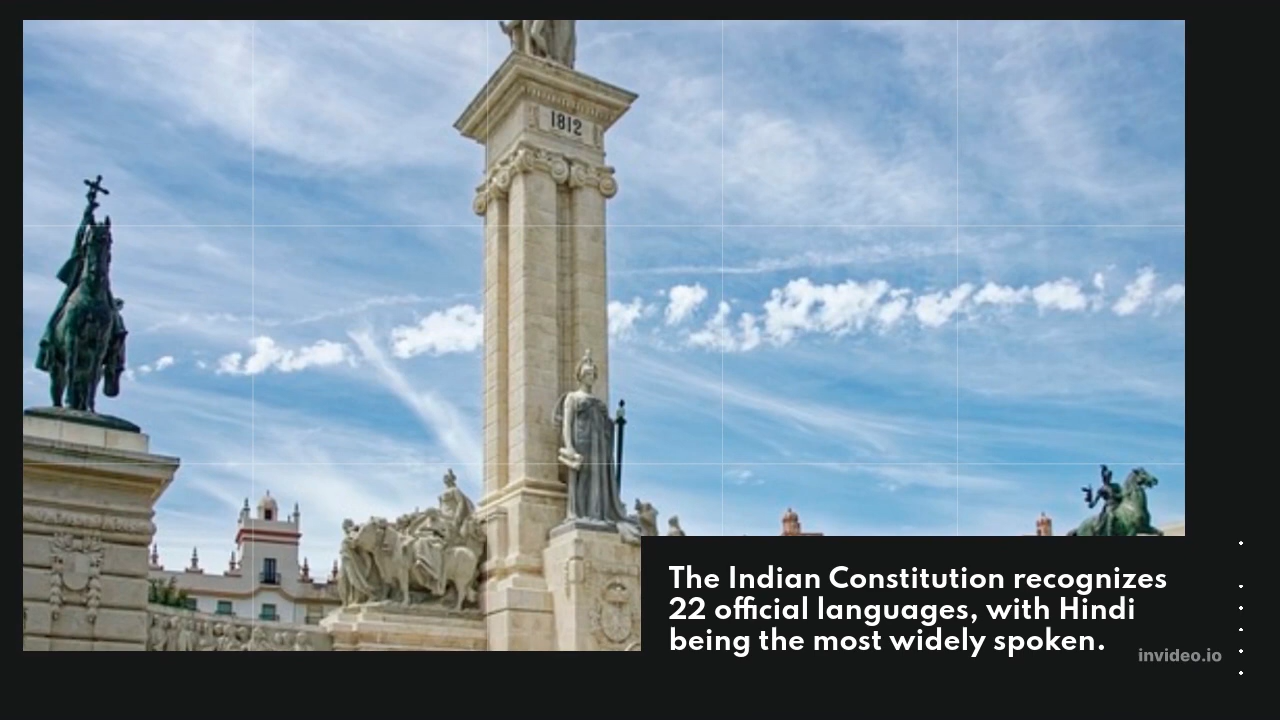 1812
The Indian Constitution recognizes
22 official languages, with Hindi
being the most widely spoken.
invideo.io